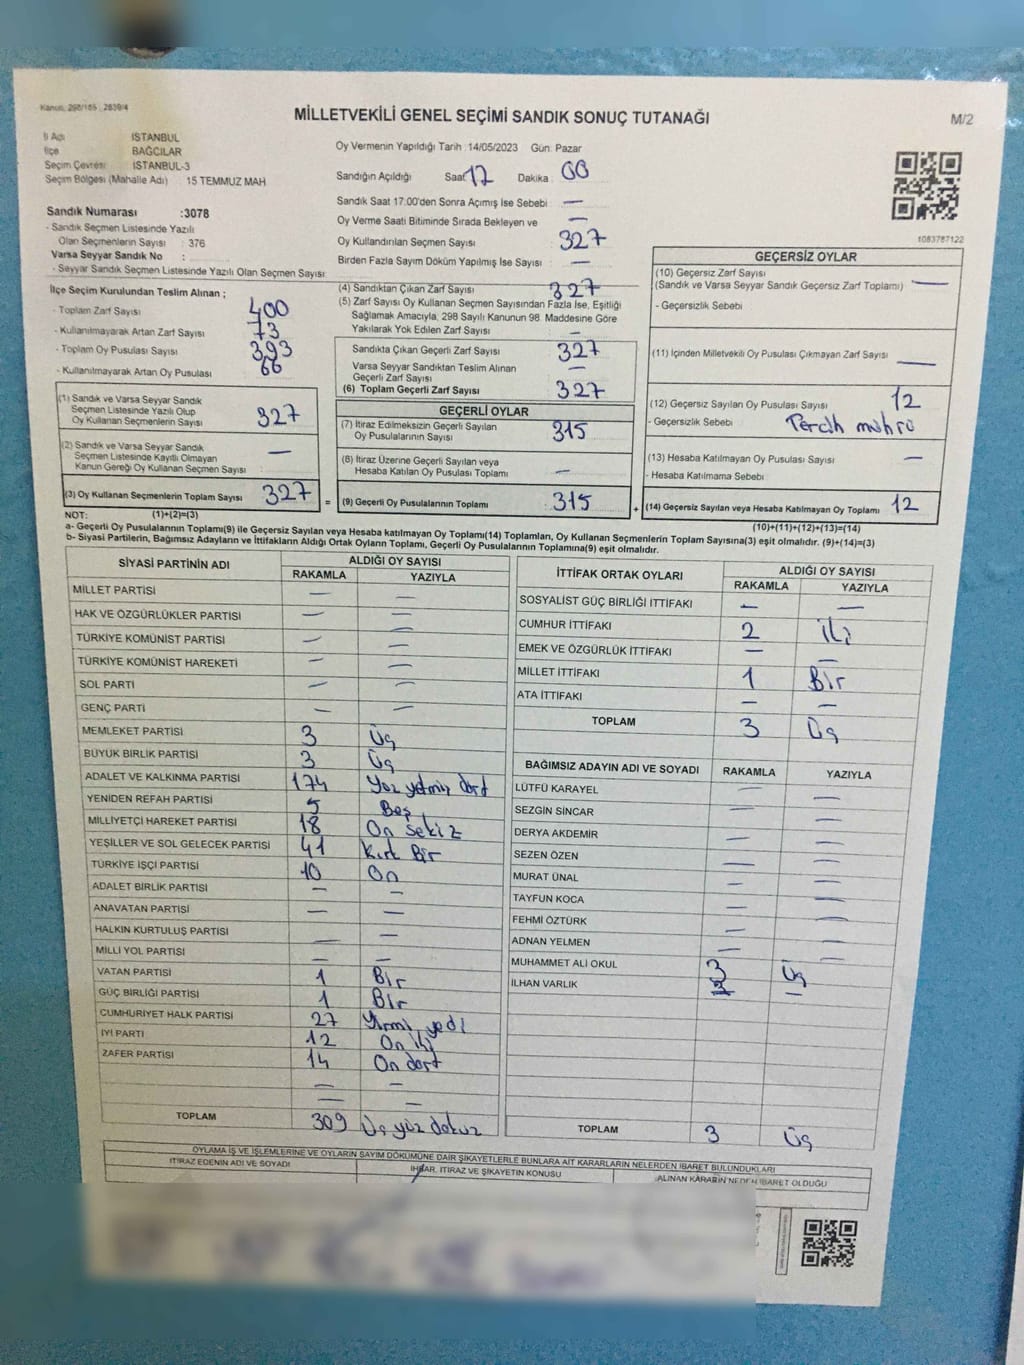 Kanun, 298/105 , 2839/4
MİLLETVEKİLİ GENEL SEÇİMİ SANDIK SONUÇ TUTANAĞI
M/2
İl Adı İSTANBUL
İlçe BAĞCILAR
Seçim Çevresi İSTANBUL-3
Seçim Bölgesi (Mahalle Adı) 15 TEMMUZ MAH
Sandık Numarası :3078
- Sandık Seçmen Listesinde Yazılı
Olan Seçmenlerin Sayısı : 376
Varsa Seyyar Sandık No :
- Seyyar Sandık Seçmen Listesinde Yazılı Olan Seçmen Sayısı:
Oy Vermenin Yapıldığı Tarih :14/05/2023 Gün: Pazar
Sandığın Açıldığı Saat 17 Dakika 00
Sandık Saat 17:00'den Sonra Açılmış İse Sebebi —
Oy Verme Saati Bitiminde Sırada Bekleyen ve —
Oy Kullandırılan Seçmen Sayısı 327
Birden Fazla Sayım Döküm Yapılmış İse Sayısı —
1083787122
İlçe Seçim Kurulundan Teslim Alınan ;
- Toplam Zarf Sayısı 400
- Kullanılmayarak Artan Zarf Sayısı 73
- Toplam Oy Pusulası Sayısı 393
- Kullanılmayarak Artan Oy Pusulası 66
(1) Sandık ve Varsa Seyyar Sandık
Seçmen Listesinde Yazılı Olup
Oy Kullanan Seçmenlerin Sayısı 327
(2) Sandık ve Varsa Seyyar Sandık
Seçmen Listesinde Kayıtlı Olmayan
Kanun Gereği Oy Kullanan Seçmen Sayısı —
(3) Oy Kullanan Seçmenlerin Toplam Sayısı 327 =
(4) Sandıktan Çıkan Zarf Sayısı 327
(5) Zarf Sayısı Oy Kullanan Seçmen Sayısından Fazla İse, Eşitliği
Sağlamak Amacıyla, 298 Sayılı Kanunun 98. Maddesine Göre
Yakılarak Yok Edilen Zarf Sayısı —
Sandıkta Çıkan Geçerli Zarf Sayısı 327
Varsa Seyyar Sandıktan Teslim Alınan
Geçerli Zarf Sayısı —
(6) Toplam Geçerli Zarf Sayısı 327
GEÇERLİ OYLAR
(7) İtiraz Edilmeksizin Geçerli Sayılan
Oy Pusulalarının Sayısı 315
(8) İtiraz Üzerine Geçerli Sayılan veya
Hesaba Katılan Oy Pusulası Toplamı —
(9) Geçerli Oy Pusulalarının Toplamı 315 +
GEÇERSİZ OYLAR
(10) Geçersiz Zarf Sayısı
(Sandık ve Varsa Seyyar Sandık Geçersiz Zarf Toplamı) —
- Geçersizlik Sebebi
(11) İçinden Milletvekili Oy Pusulası Çıkmayan Zarf Sayısı —
(12) Geçersiz Sayılan Oy Pusulası Sayısı 12
- Geçersizlik Sebebi Tercih mührü
(13) Hesaba Katılmayan Oy Pusulası Sayısı —
- Hesaba Katılmama Sebebi
(14) Geçersiz Sayılan veya Hesaba Katılmayan Oy Toplamı 12
NOT: (1)+(2)=(3)
(10)+(11)+(12)+(13)=(14)
a- Geçerli Oy Pusulalarının Toplamı(9) ile Geçersiz Sayılan veya Hesaba katılmayan Oy Toplamı(14) Toplamları, Oy Kullanan Seçmenlerin Toplam Sayısına(3) eşit olmalıdır. (9)+(14)=(3)
b- Siyasi Partilerin, Bağımsız Adayların ve İttifakların Aldığı Ortak Oyların Toplamı, Geçerli Oy Pusulalarının Toplamına(9) eşit olmalıdır.
SİYASİ PARTİNİN ADI
ALDIĞI OY SAYISI
RAKAMLA YAZIYLA
MİLLET PARTİSİ — —
HAK VE ÖZGÜRLÜKLER PARTİSİ — —
TÜRKİYE KOMÜNİST PARTİSİ — —
TÜRKİYE KOMÜNİST HAREKETİ — —
SOL PARTİ — —
GENÇ PARTİ — —
MEMLEKET PARTİSİ 3 Üç
BÜYÜK BİRLİK PARTİSİ 3 Üç
ADALET VE KALKINMA PARTİSİ 174 Yüz yetmiş dört
YENİDEN REFAH PARTİSİ 5 Beş
MİLLİYETÇİ HAREKET PARTİSİ 18 On sekiz
YEŞİLLER VE SOL GELECEK PARTİSİ 41 Kırk Bir
TÜRKİYE İŞÇİ PARTİSİ 10 On
ADALET BİRLİK PARTİSİ — —
ANAVATAN PARTİSİ — —
HALKIN KURTULUŞ PARTİSİ —
MİLLİ YOL PARTİSİ — —
VATAN PARTİSİ 1 Bir
GÜÇ BİRLİĞİ PARTİSİ 1 Bir
CUMHURİYET HALK PARTİSİ 27 Yirmi yedi
İYİ PARTİ 12 On iki
ZAFER PARTİSİ 14 On dört
— —
— —
TOPLAM 309 Üç yüz dokuz
İTTİFAK ORTAK OYLARI
ALDIĞI OY SAYISI
RAKAMLA YAZIYLA
SOSYALİST GÜÇ BİRLİĞİ İTTİFAKI — —
CUMHUR İTTİFAKI 2 İki
EMEK VE ÖZGÜRLÜK İTTİFAKI — —
MİLLET İTTİFAKI 1 Bir
ATA İTTİFAKI — —
TOPLAM 3 Üç
BAĞIMSIZ ADAYIN ADI VE SOYADI RAKAMLA YAZIYLA
LÜTFÜ KARAYEL — —
SEZGİN SİNCAR — —
DERYA AKDEMİR — —
SEZEN ÖZEN — —
MURAT ÜNAL — —
TAYFUN KOCA — —
FEHMİ ÖZTÜRK — —
ADNAN YELMEN — —
MUHAMMET ALİ OKUL 3 Üç
İLHAN VARLIK —
TOPLAM 3 Üç
OYLAMA İŞ VE İŞLEMLERİNE VE OYLARIN SAYIM DÖKÜMÜNE DAİR ŞİKAYETLERLE BUNLARA AİT KARARLARIN NELERDEN İBARET BULUNDUKLARI
İTİRAZ EDENİN ADI VE SOYADI
İHBAR, İTİRAZ VE ŞİKAYETİN KONUSU
ALINAN KARARIN NEDEN İBARET OLDUĞU